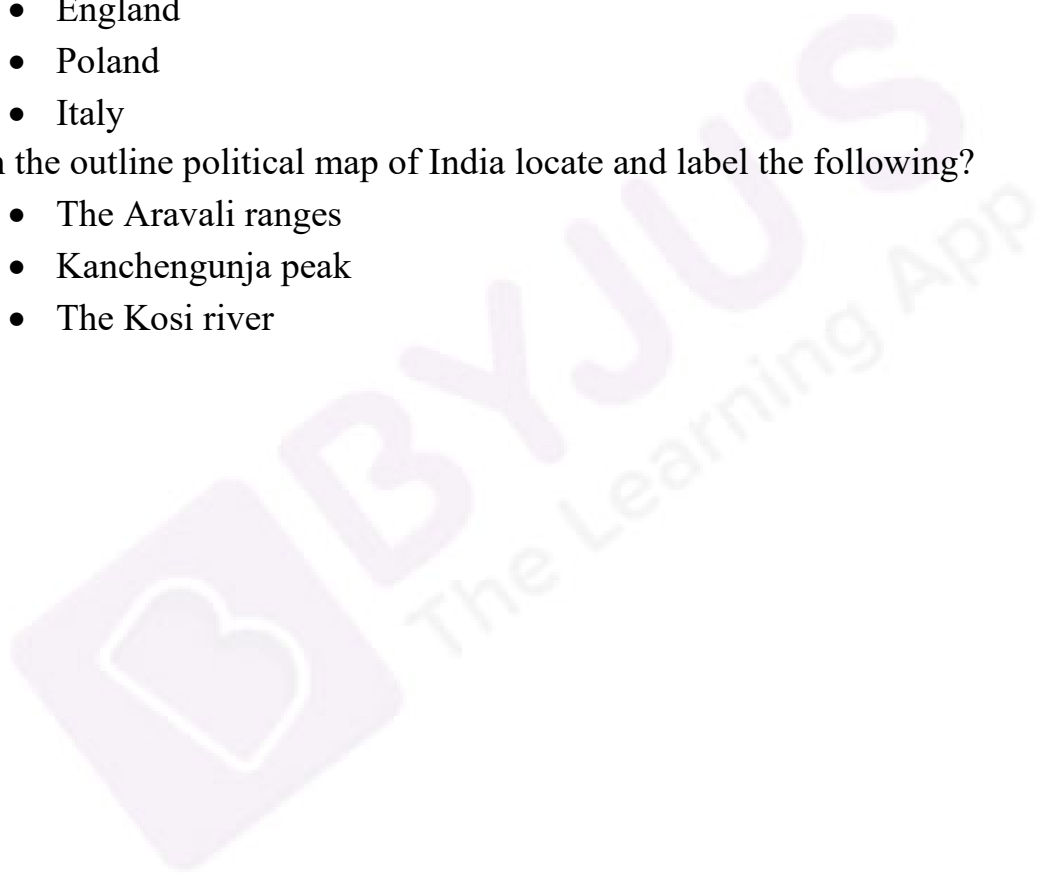 • England
• Poland
• Italy
the outline political map of India locate and label the following?
• The Aravali ranges
• Kanchengunja peak
• The Kosi river
BYJU'S
The Learning App